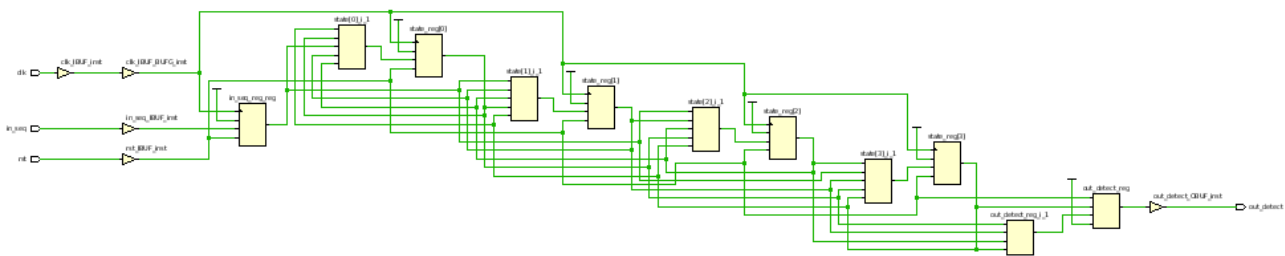 state[0]_i_1
state_reg[0]
clk_IBUF_inst
clk_IBUF_BUFG_inst
clk
state[1]_i_1
state_reg[1]
in_seq_reg_reg
state[2]_i_1
state_reg[2]
in_seq_IBUF_inst
in_seq
state_reg[3]
rst_IBUF_inst
rst
state[3]_i_1
out_detect_reg
out_detect_OBUF_inst
out_detect
out_detect_reg_i_1